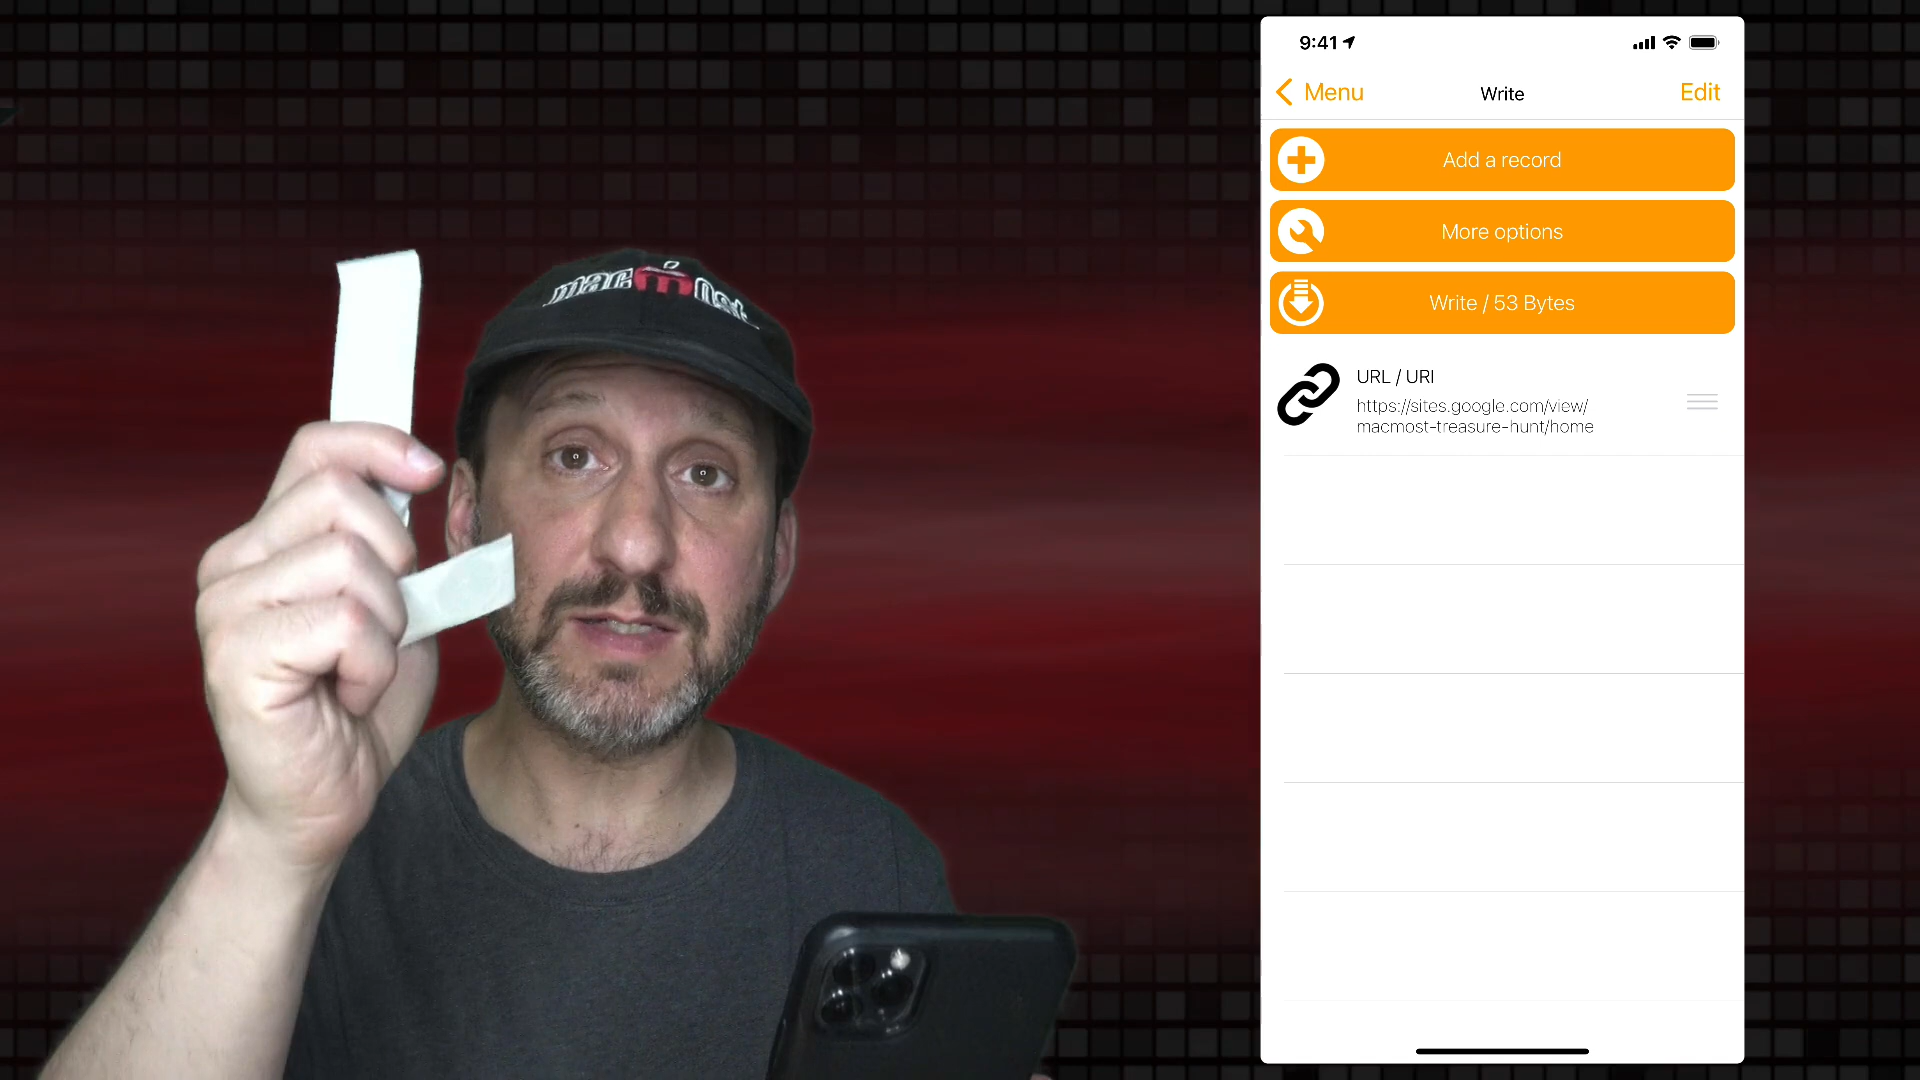 macmost
9:41
Menu
Write
Edit
Add a record
More options
Write / 53 Bytes
URL / URI
https://sites.google.com/view/
macmost-treasure-hunt/home